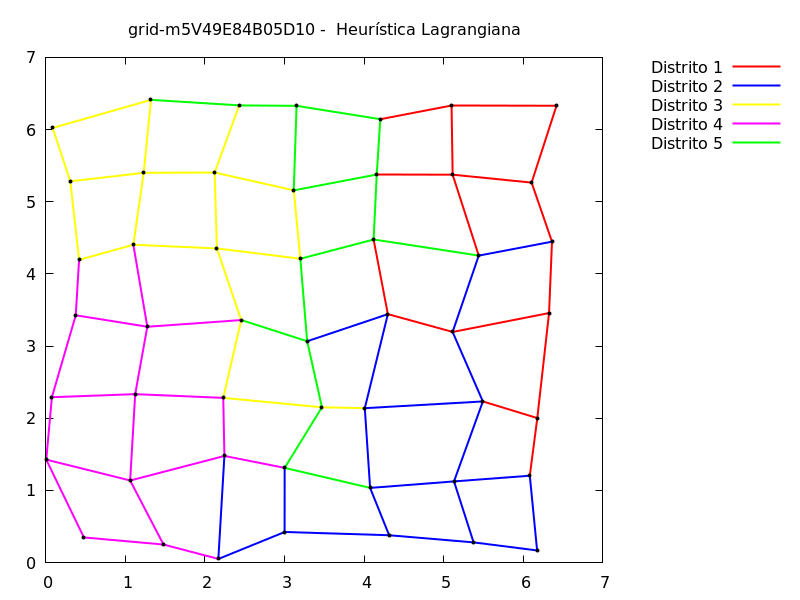 grid-m5V49E84B05D10 -  Heurística Lagrangiana
Distrito 1
Distrito 2
Distrito 3
Distrito 4
Distrito 5
7
6
5
4
3
2
1
0
0 1 2 3 4 5 6 7